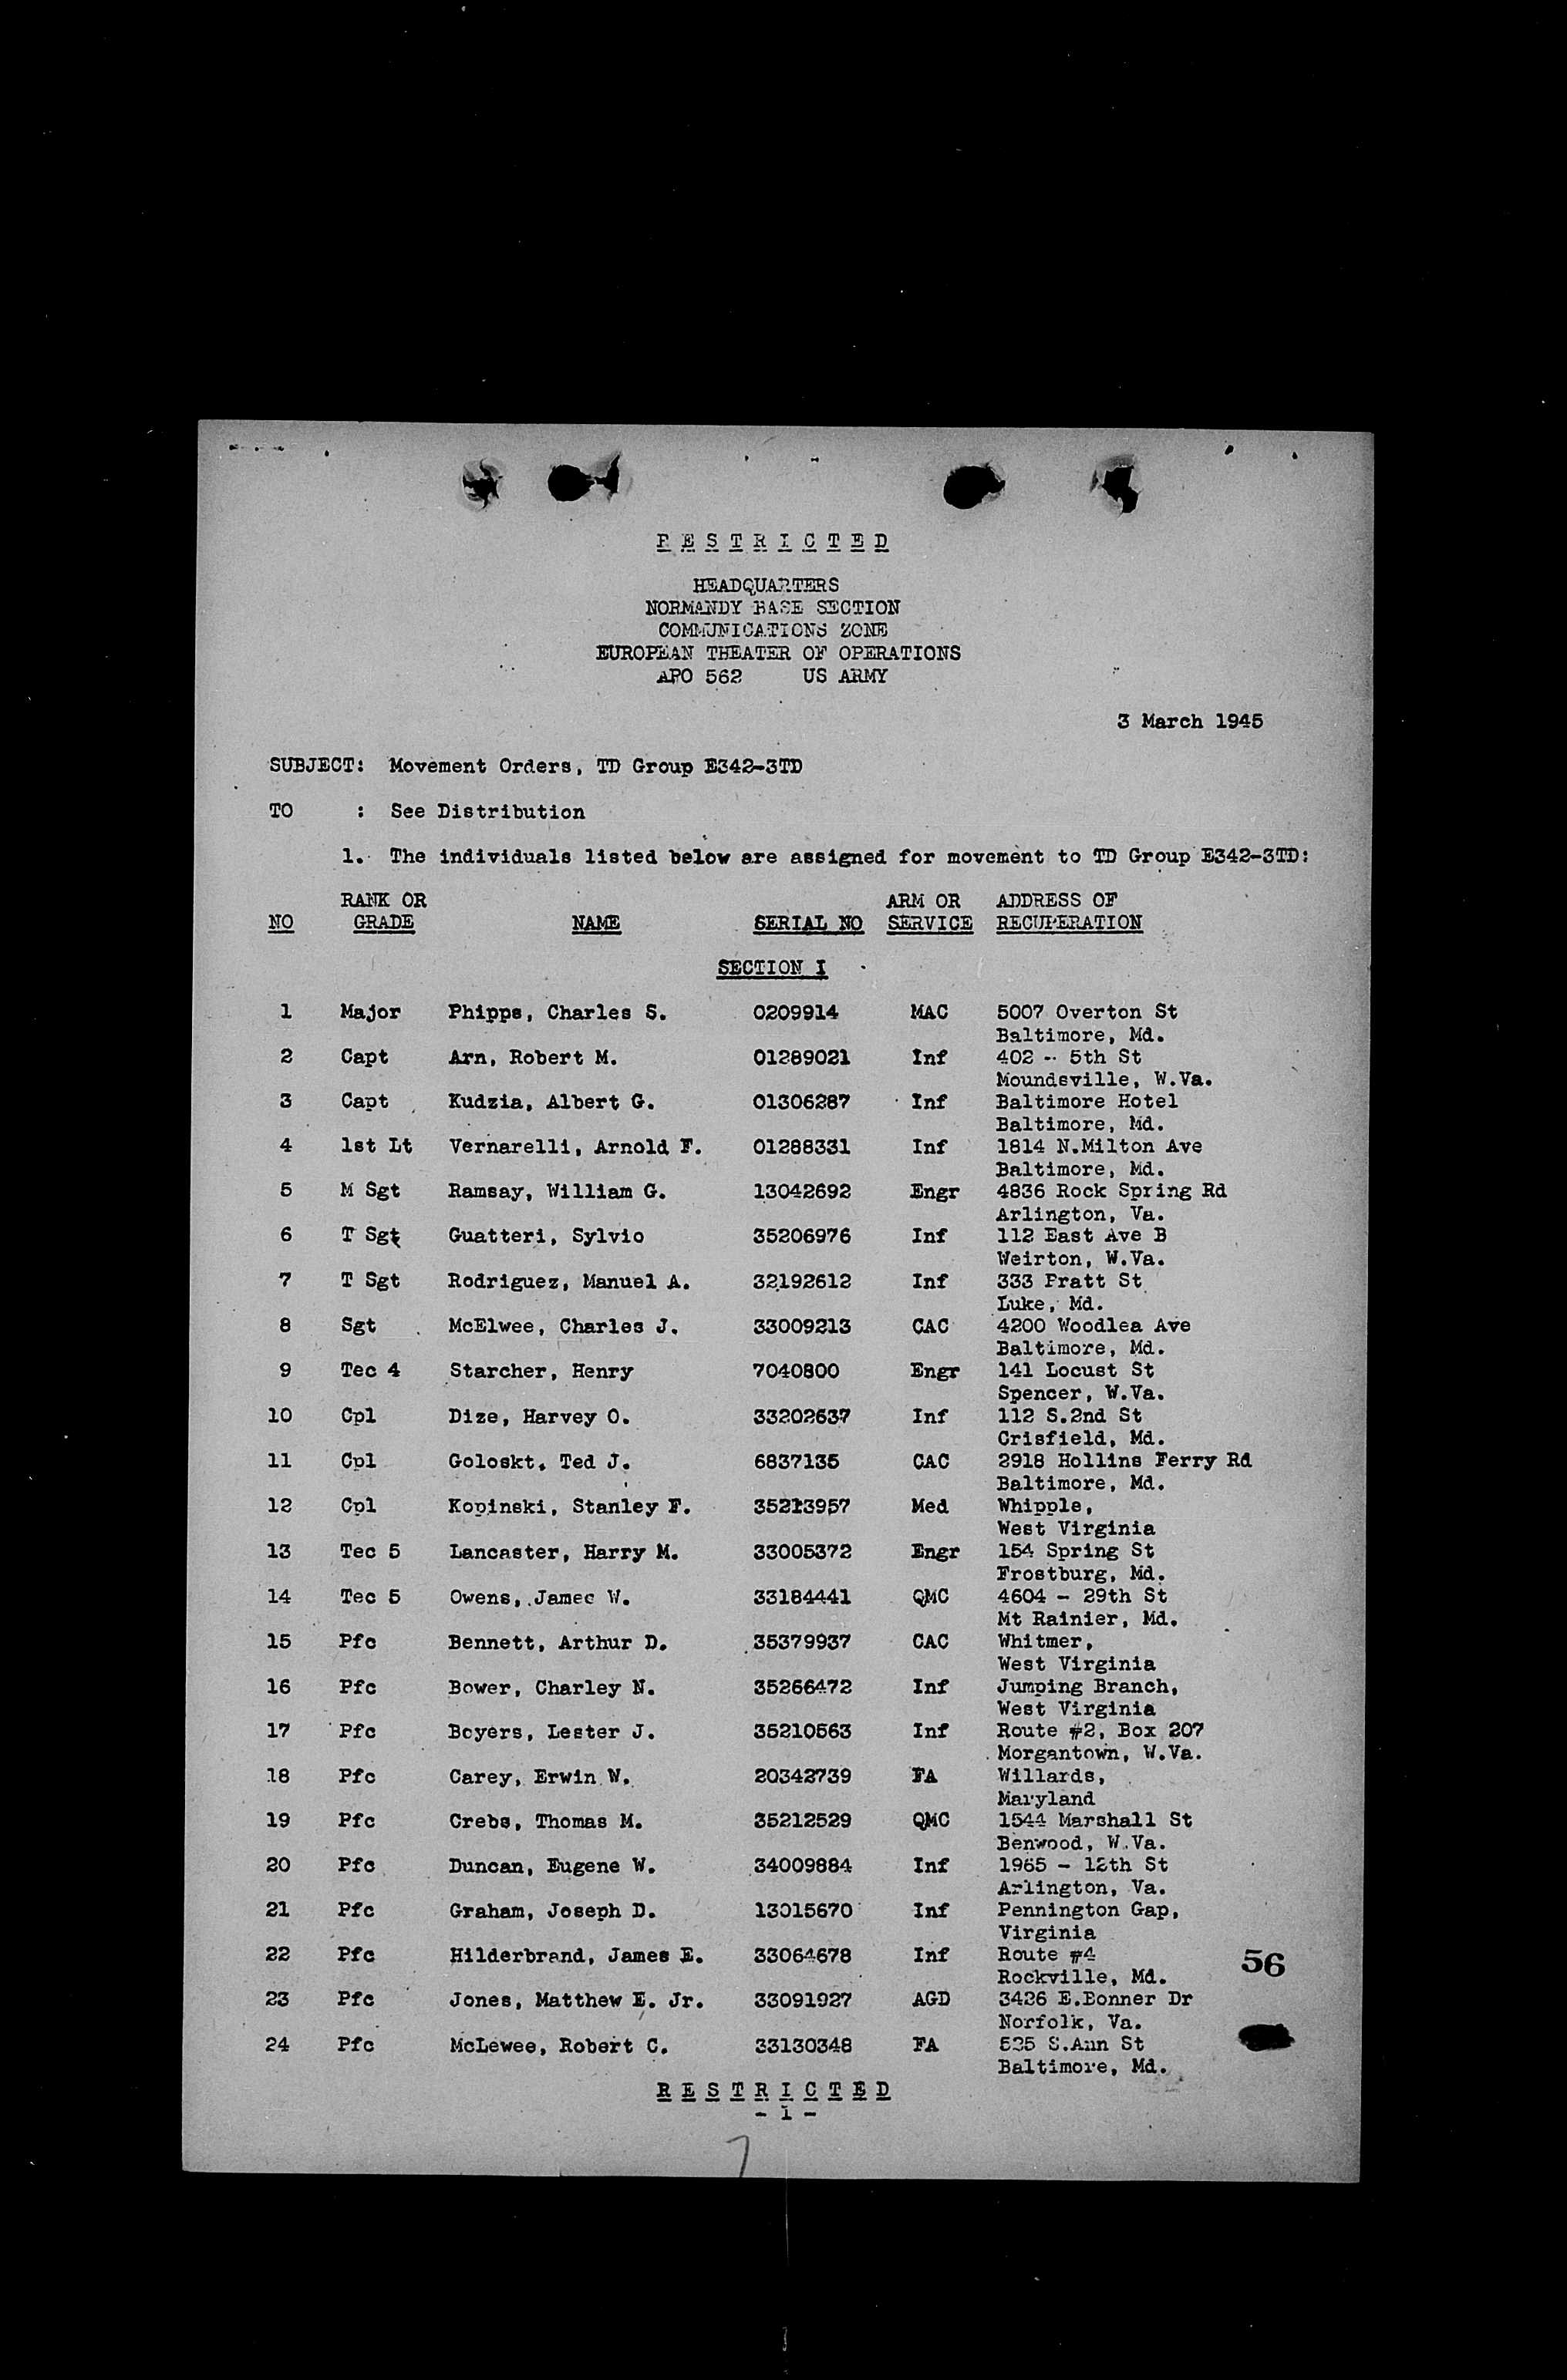 RESTRICTED
HEADQUARTERS
NORMANDY BASE SECTION
COMMUNICATIONS ZONE
EUROPEAN THEATER OF OPERATIONS
APO 562 US ARMY
3 March 1945
SUBJECT: Movement Orders, TD Group E342-3TD
TO : See Distribution
1. The individuals listed below are assigned for movement to TD Group E342-3TD:
RANK OR ARM OR ADDRESS OF
NO GRADE NAME SERIAL NO SERVICE RECUPERATION
SECTION I
1 Major Phipps, Charles S. 0209914 MAC 5007 Overton St
Baltimore, Md.
2 Capt Arn, Robert M. 01289021 Inf 402 - 5th St
Moundsville, W.Va.
3 Capt Kudzia, Albert G. 01306287 Inf Baltimore Hotel
Baltimore, Md.
4 1st Lt Vernarelli, Arnold F. 01288331 Inf 1814 N.Milton Ave
Baltimore, Md.
5 M Sgt Ramsay, William G. 13042692 Engr 4836 Rock Spring Rd
Arlington, Va.
6 T Sgt Guatteri, Sylvio 35206976 Inf 112 East Ave B
Weirton, W.Va.
7 T Sgt Rodriguez, Manuel A. 32192612 Inf 333 Pratt St
Luke, Md.
8 Sgt McElwee, Charles J. 33009213 CAC 4200 Woodlea Ave
Baltimore, Md.
9 Tec 4 Starcher, Henry 7040800 Engr 141 Locust St
Spencer, W.Va.
10 Cpl Dize, Harvey O. 33202637 Inf 112 S.2nd St
Crisfield, Md.
11 Cpl Goloskt, Ted J. 6837135 CAC 2918 Hollins Ferry Rd
Baltimore, Md.
12 Cpl Kopinski, Stanley F. 35213957 Med Whipple,
West Virginia
13 Tec 5 Lancaster, Harry M. 33005372 Engr 154 Spring St
Frostburg, Md.
14 Tec 5 Owens, James W. 33184441 QMC 4604 - 29th St
Mt Rainier, Md.
15 Pfc Bennett, Arthur D. 35379937 CAC Whitmer,
West Virginia
16 Pfc Bower, Charley N. 35266472 Inf Jumping Branch,
West Virginia
17 Pfc Boyers, Lester J. 35210563 Inf Route #2, Box 207
Morgantown, W.Va.
18 Pfc Carey, Erwin W. 20342739 FA Willards,
Maryland
19 Pfc Crebs, Thomas M. 35212529 QMC 1544 Marshall St
Benwood, W.Va.
20 Pfc Duncan, Eugene W. 34009884 Inf 1965 - 12th St
Arlington, Va.
21 Pfc Graham, Joseph D. 13015670 Inf Pennington Gap,
Virginia
22 Pfc Hilderbrand, James E. 33064678 Inf Route #4
Rockville, Md.
56
23 Pfc Jones, Matthew E. Jr. 33091927 AGD 3426 E.Bonner Dr
Norfolk, Va.
24 Pfc McLewee, Robert C. 33130348 FA 535 S.Ann St
Baltimore, Md.
RESTRICTED
- 1 -
7